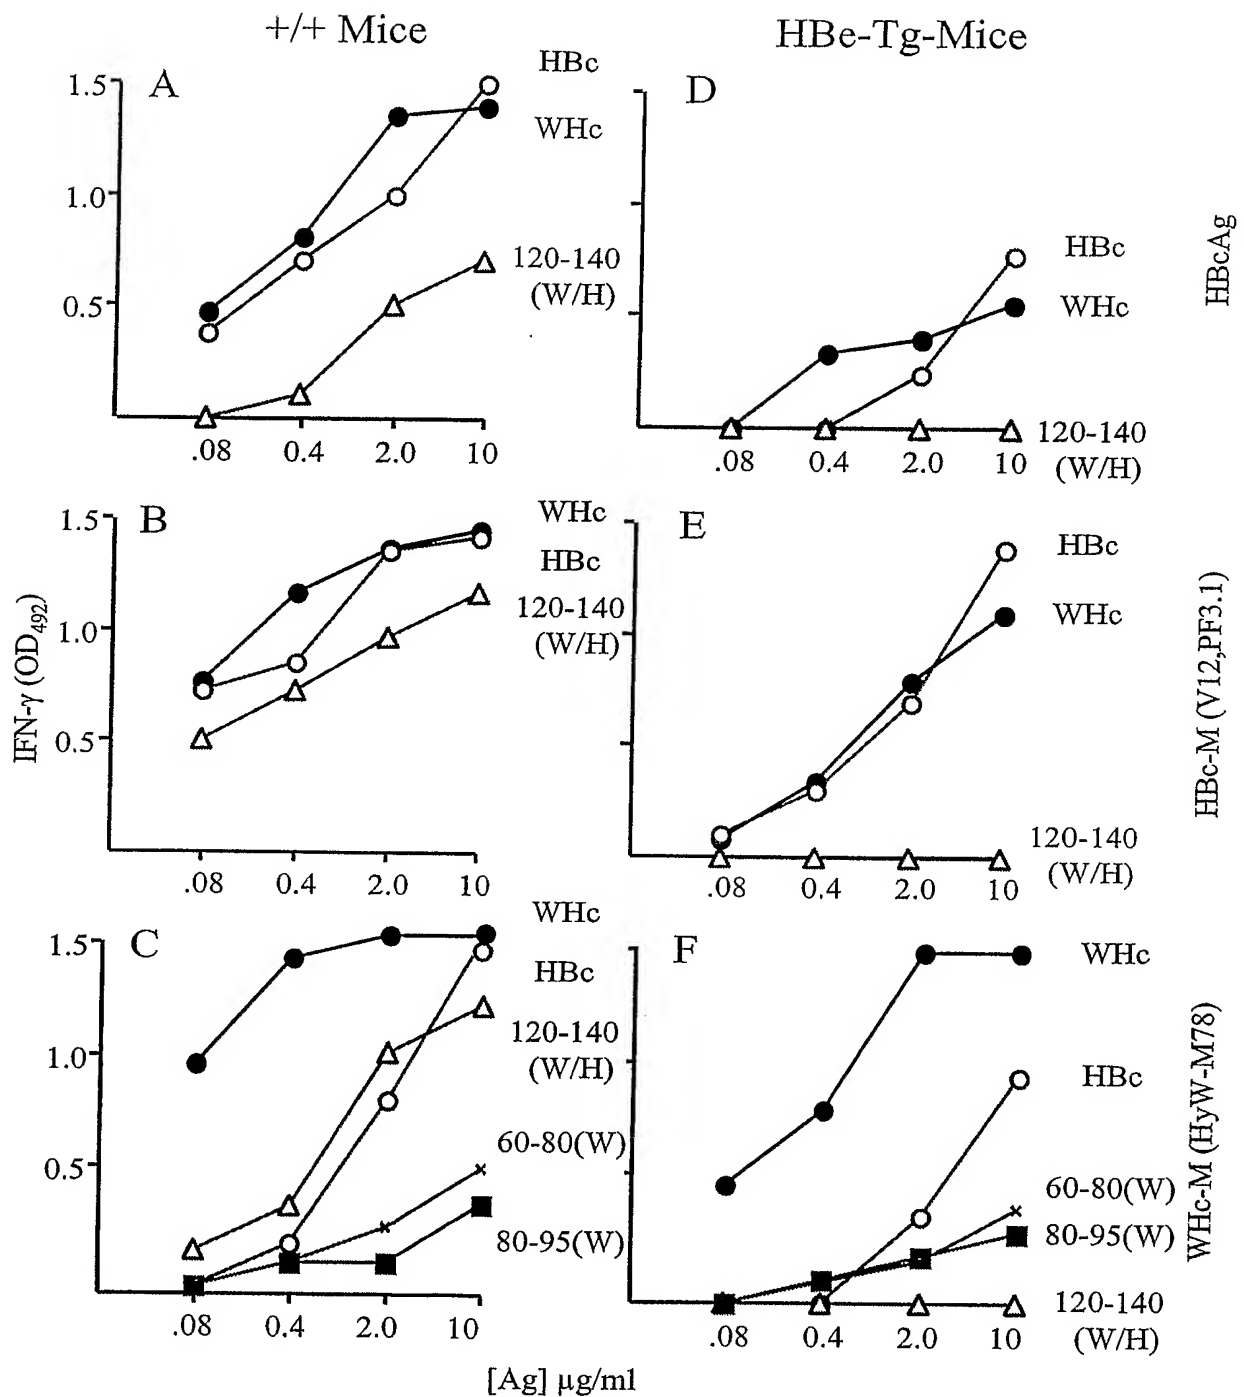 +/+ Mice
HBe-Tg-Mice
A
1.5
1.0
0.5
HBc
WHc
120-140
(W/H)
.08 0.4 2.0 10
D
HBc
WHc
120-140
(W/H)
.08 0.4 2.0 10
HBcAg
B
1.5
1.0
0.5
WHc
HBc
120-140
(W/H)
.08 0.4 2.0 10
IFN-γ (OD492)
E
HBc
WHc
120-140
(W/H)
.08 0.4 2.0 10
HBc-M (V12,PF3.1)
C
1.5
1.0
0.5
WHc
HBc
120-140
(W/H)
60-80(W)
80-95(W)
.08 0.4 2.0 10
F
WHc
HBc
60-80(W)
80-95(W)
120-140
(W/H)
.08 0.4 2.0 10
WHc-M (HyW-M78)
[Ag] μg/ml